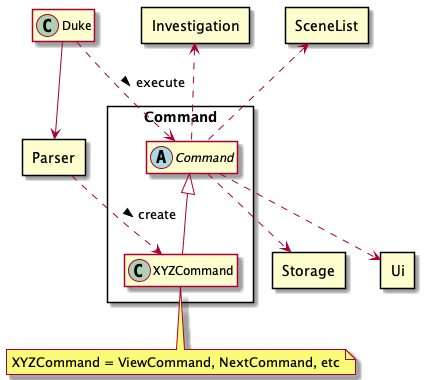 C Duke
Investigation
SceneList
execute
Command
Parser
A Command
create
C XYZCommand
Storage
Ui
XYZCommand = ViewCommand, NextCommand, etc